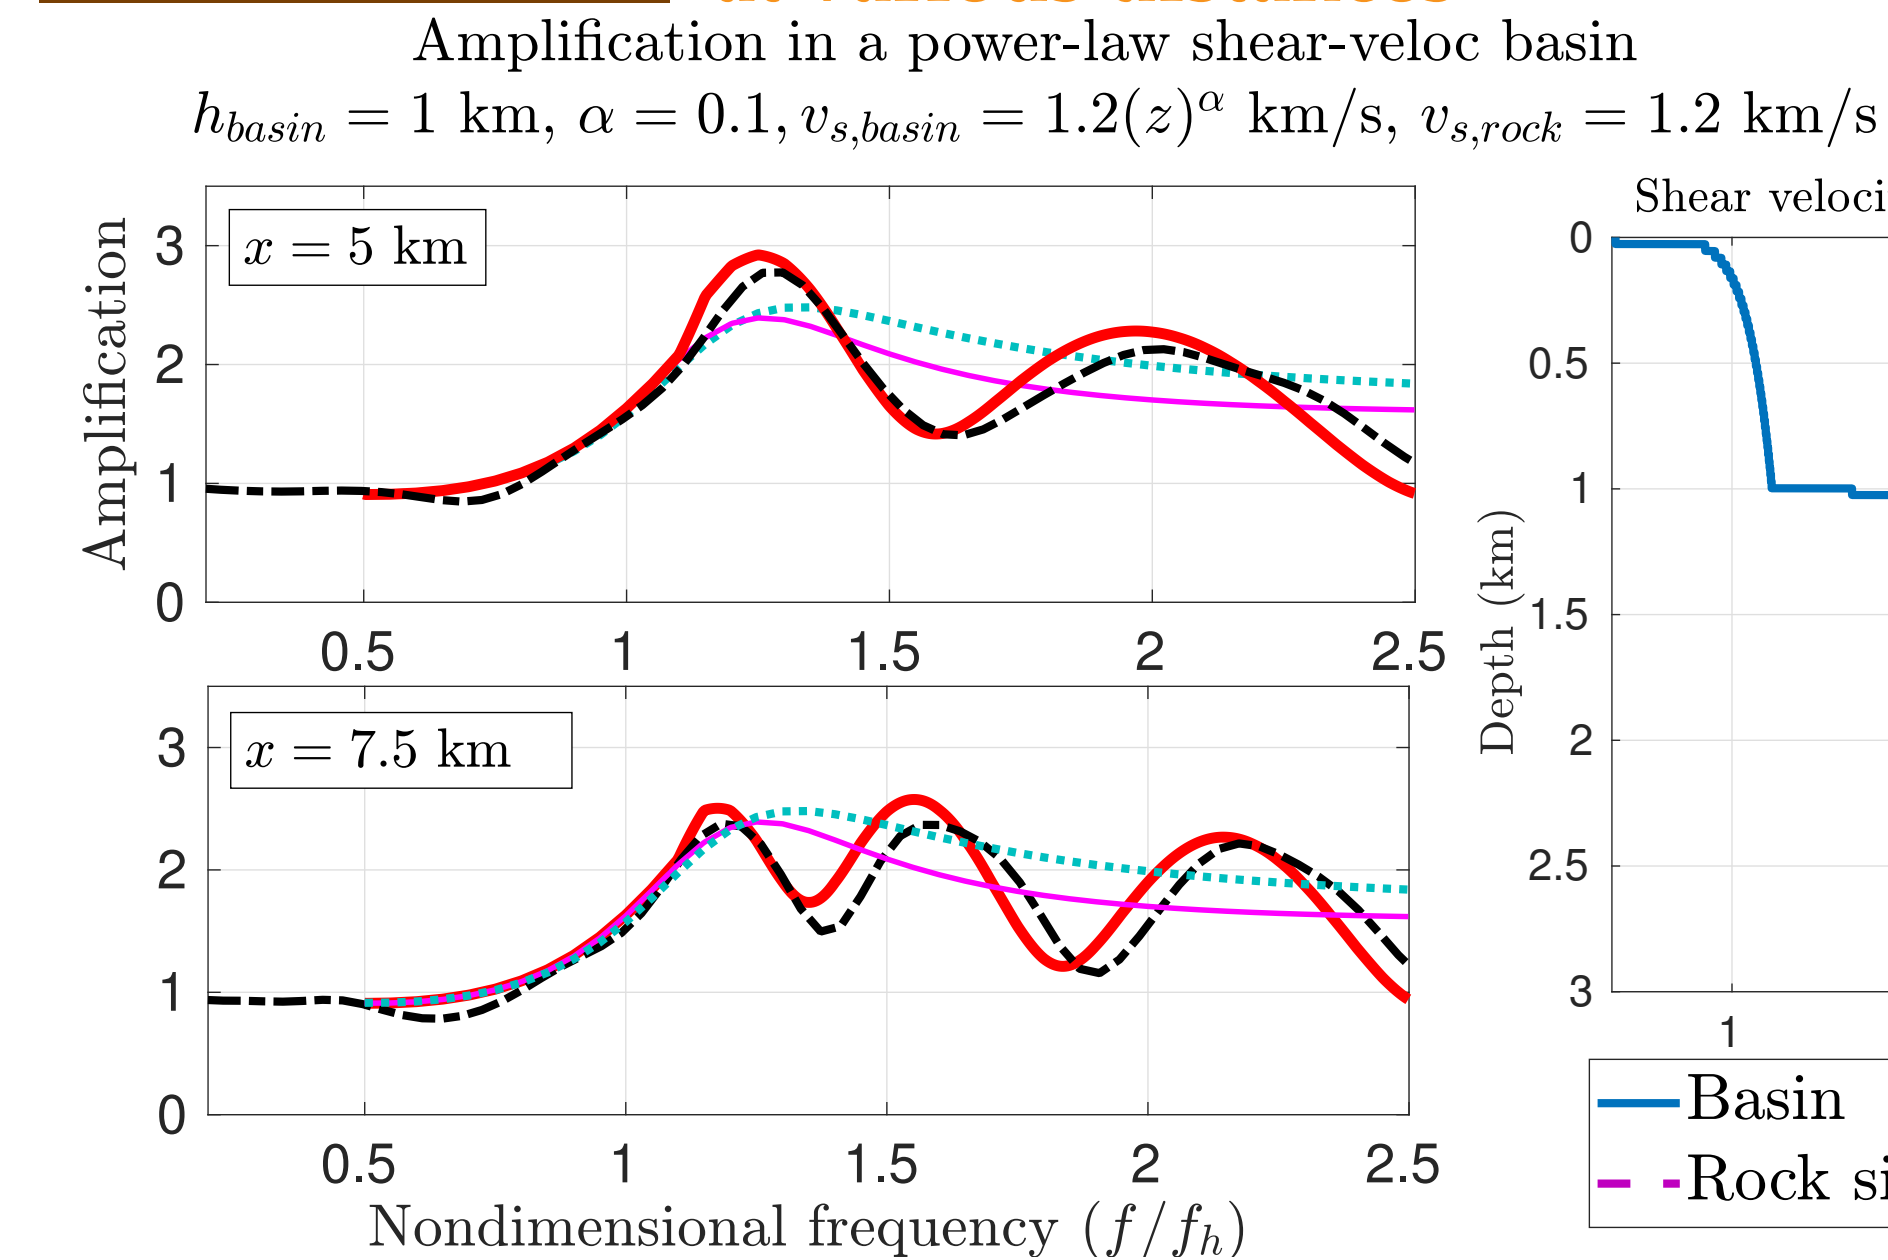 at various distances
Amplification in a power-law shear-veloc basin
h_basin = 1 km, α = 0.1, v_s,basin = 1.2(z)^α km/s, v_s,rock = 1.2 km/s
Amplification
x = 5 km
3
2
1
0
0.5 1 1.5 2 2.5
x = 7.5 km
3
2
1
0
0.5 1 1.5 2 2.5
Nondimensional frequency (f/f_h)
Shear veloci
Depth (km)
0
0.5
1
1.5
2
2.5
3
1
Basin
Rock si